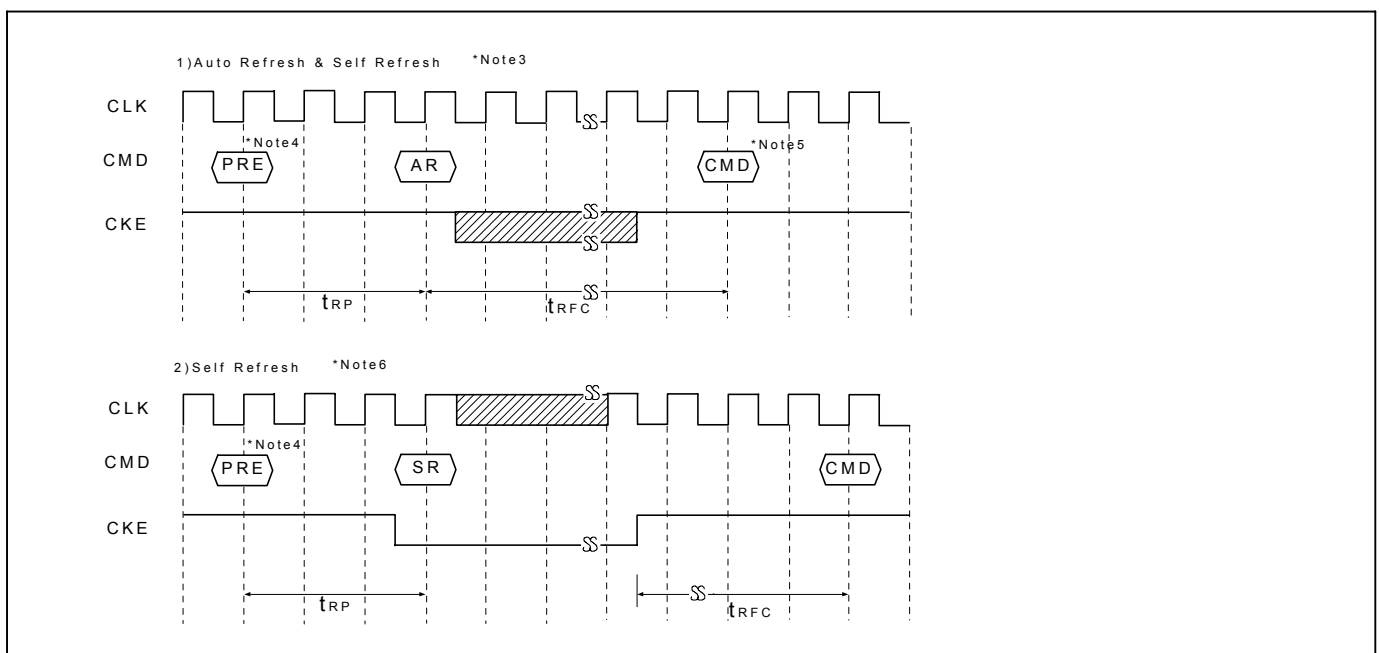 1)Auto Refresh & Self Refresh *Note3
CLK
*Note4 *Note5
CMD PRE AR CMD
CKE
tRP tRFC
2)Self Refresh *Note6
CLK
*Note4
CMD PRE SR CMD
CKE
tRP tRFC